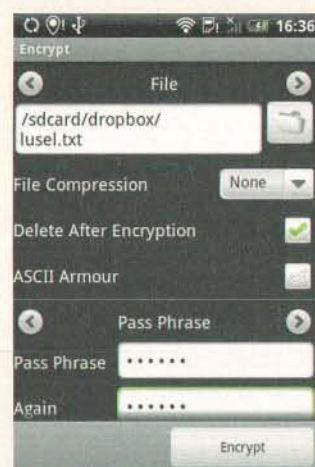 16:36
Encrypt
File
/sdcard/dropbox/
lusel.txt
File Compression None
Delete After Encryption
ASCII Armour
Pass Phrase
Pass Phrase ••••••
Again ••••••
Encrypt